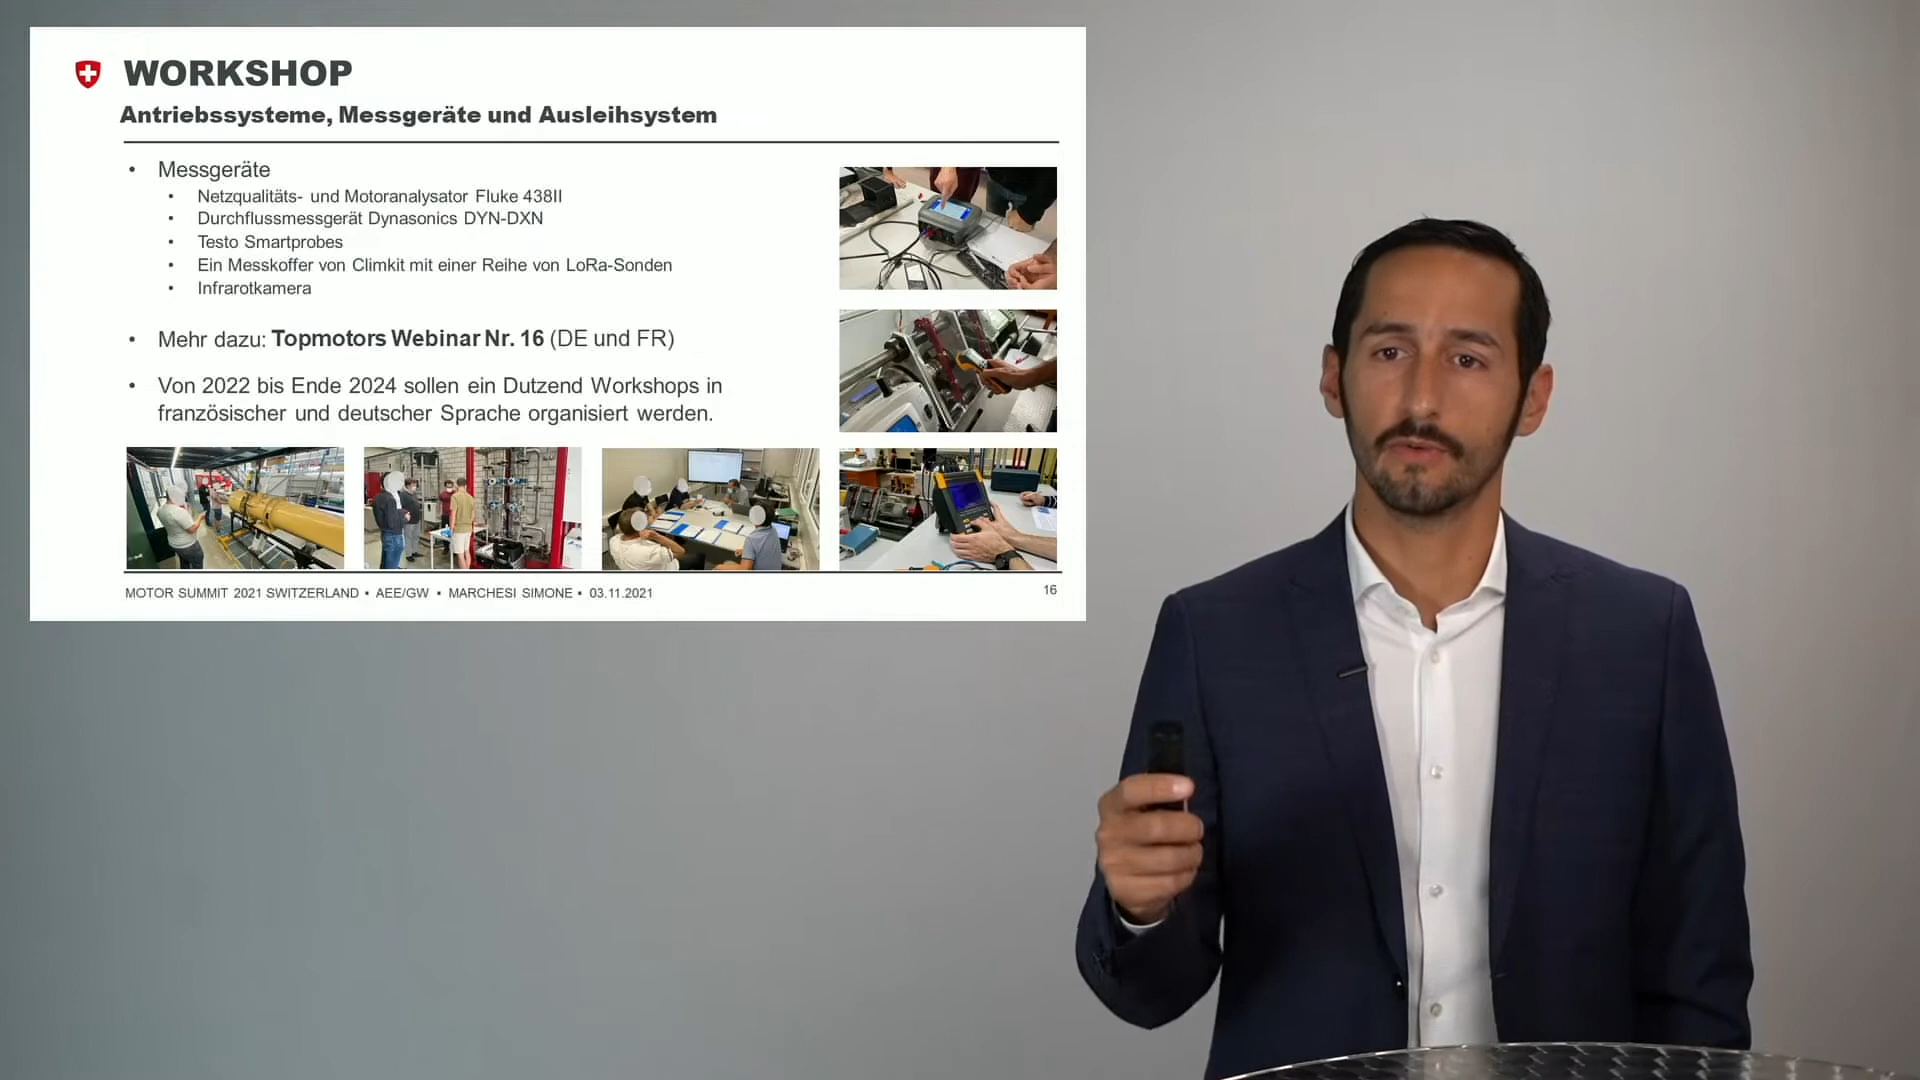 WORKSHOP
Antriebssysteme, Messgeräte und Ausleihsystem
• Messgeräte
• Netzqualitäts- und Motoranalysator Fluke 438II
• Durchflussmessgerät Dynasonics DYN-DXN
• Testo Smartprobes
• Ein Messkoffer von Climkit mit einer Reihe von LoRa-Sonden
• Infrarotkamera
• Mehr dazu: Topmotors Webinar Nr. 16 (DE und FR)
• Von 2022 bis Ende 2024 sollen ein Dutzend Workshops in
französischer und deutscher Sprache organisiert werden.
MOTOR SUMMIT 2021 SWITZERLAND • AEE/GW • MARCHESI SIMONE • 03.11.2021
16